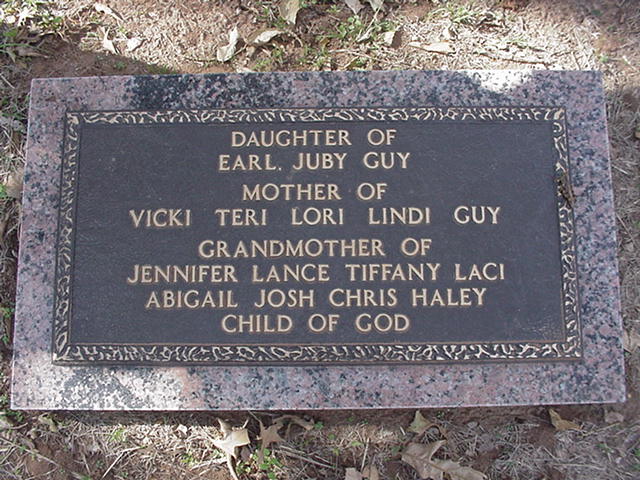 DAUGHTER OF
EARL. JUBY GUY
MOTHER OF
VICKI TERI LORI LINDI GUY
GRANDMOTHER OF
JENNIFER LANCE TIFFANY LACI
ABIGAIL JOSH CHRIS HALEY
CHILD OF GOD